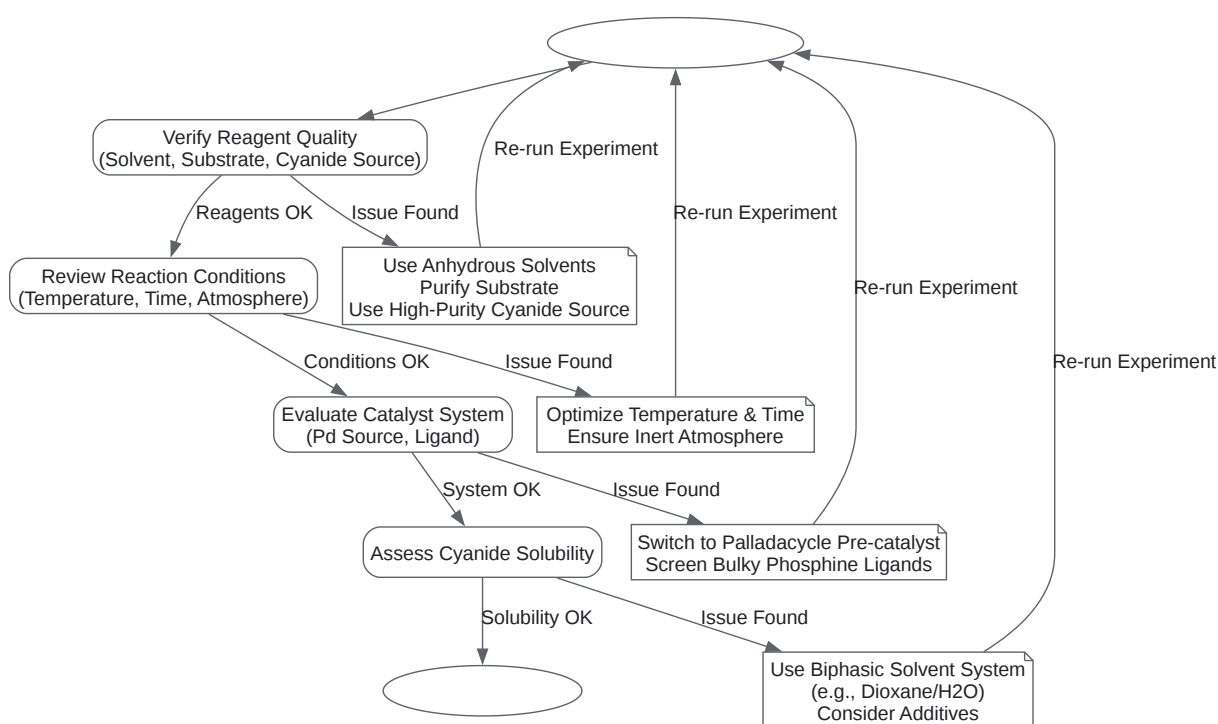 Verify Reagent Quality
(Solvent, Substrate, Cyanide Source)
Re-run Experiment
Reagents OK
Issue Found
Re-run Experiment
Review Reaction Conditions
(Temperature, Time, Atmosphere)
Use Anhydrous Solvents
Purify Substrate
Use High-Purity Cyanide Source
Re-run Experiment
Conditions OK
Issue Found
Re-run Experiment
Evaluate Catalyst System
(Pd Source, Ligand)
Optimize Temperature & Time
Ensure Inert Atmosphere
System OK
Issue Found
Assess Cyanide Solubility
Switch to Palladacycle Pre-catalyst
Screen Bulky Phosphine Ligands
Solubility OK
Issue Found
Use Biphasic Solvent System
(e.g., Dioxane/H2O)
Consider Additives